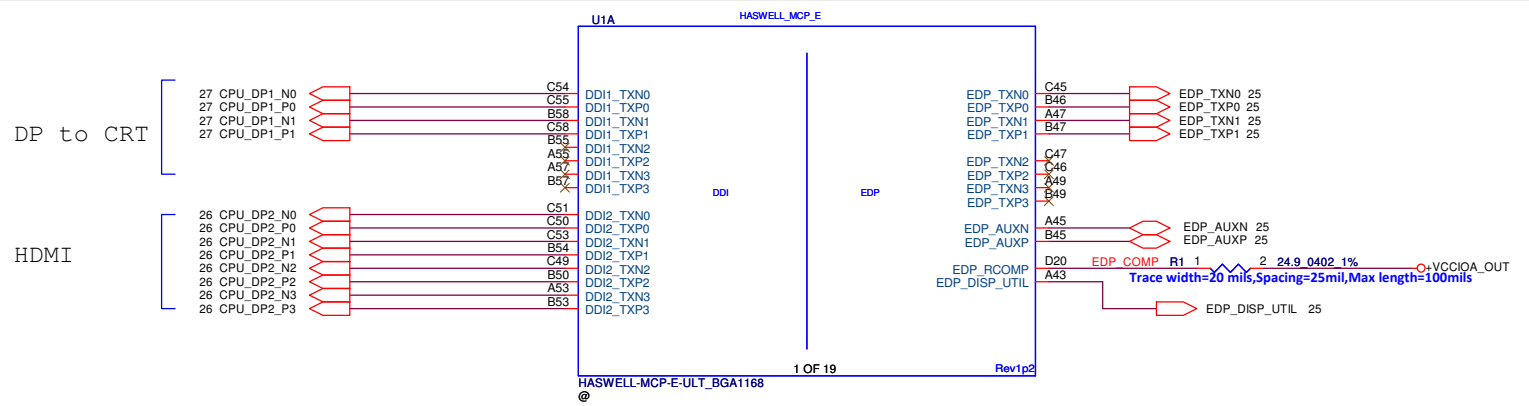 U1A
HASWELL_MCP_E
DP to CRT
27 CPU_DP1_N0
27 CPU_DP1_P0
27 CPU_DP1_N1
27 CPU_DP1_P1
C54
C55
B58
C58
B55
A55
A57
B57
DDI1_TXN0
DDI1_TXP0
DDI1_TXN1
DDI1_TXP1
DDI1_TXN2
DDI1_TXP2
DDI1_TXN3
DDI1_TXP3
HDMI
26 CPU_DP2_N0
26 CPU_DP2_P0
26 CPU_DP2_N1
26 CPU_DP2_P1
26 CPU_DP2_N2
26 CPU_DP2_P2
26 CPU_DP2_N3
26 CPU_DP2_P3
C51
C50
C53
B54
C49
B50
A53
B53
DDI2_TXN0
DDI2_TXP0
DDI2_TXN1
DDI2_TXP1
DDI2_TXN2
DDI2_TXP2
DDI2_TXN3
DDI2_TXP3
DDI
EDP
EDP_TXN0
EDP_TXP0
EDP_TXN1
EDP_TXP1
EDP_TXN2
EDP_TXP2
EDP_TXN3
EDP_TXP3
EDP_AUXN
EDP_AUXP
EDP_RCOMP
EDP_DISP_UTIL
C45
B46
A47
B47
C47
C46
A49
B49
A45
B45
D20
A43
EDP_TXN0 25
EDP_TXP0 25
EDP_TXN1 25
EDP_TXP1 25
EDP_AUXN 25
EDP_AUXP 25
EDP_COMP R1 1 2 24.9_0402_1% +VCCIOA_OUT
Trace width=20 mils,Spacing=25mil,Max length=100mils
EDP_DISP_UTIL 25
1 OF 19
Rev1p2
HASWELL-MCP-E-ULT_BGA1168
@